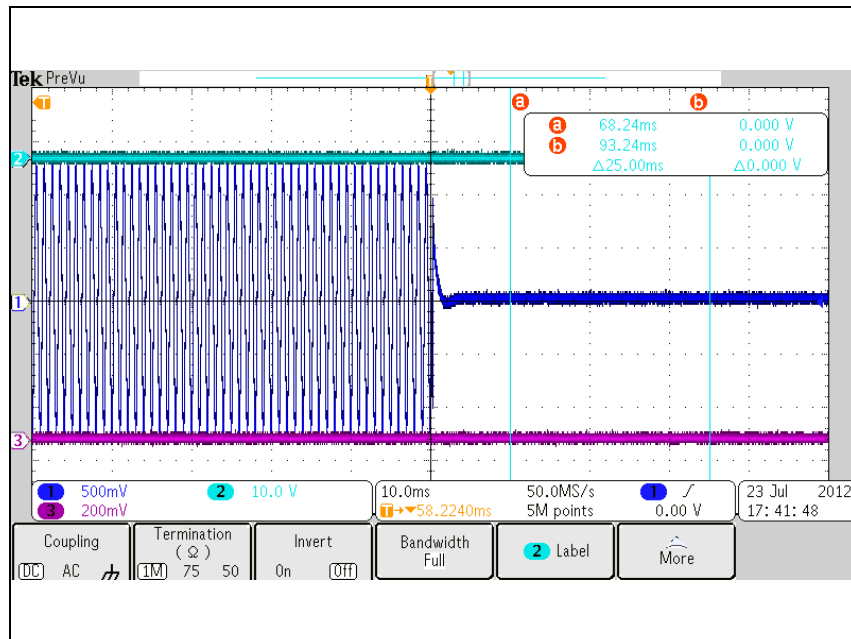 Tek PreVu
T
T
a b
a 68.24ms 0.000 V
b 93.24ms 0.000 V
Δ25.00ms Δ0.000 V
2
1
3
1 500mV 2 10.0 V
3 200mV
10.0ms 50.0MS/s 1 0.00 V
T→▼58.2240ms 5M points
23 Jul 2012
17:41:48
Coupling
DC AC
Termination
(Ω)
1M 75 50
Invert
On Off
Bandwidth
Full
2 Label
More